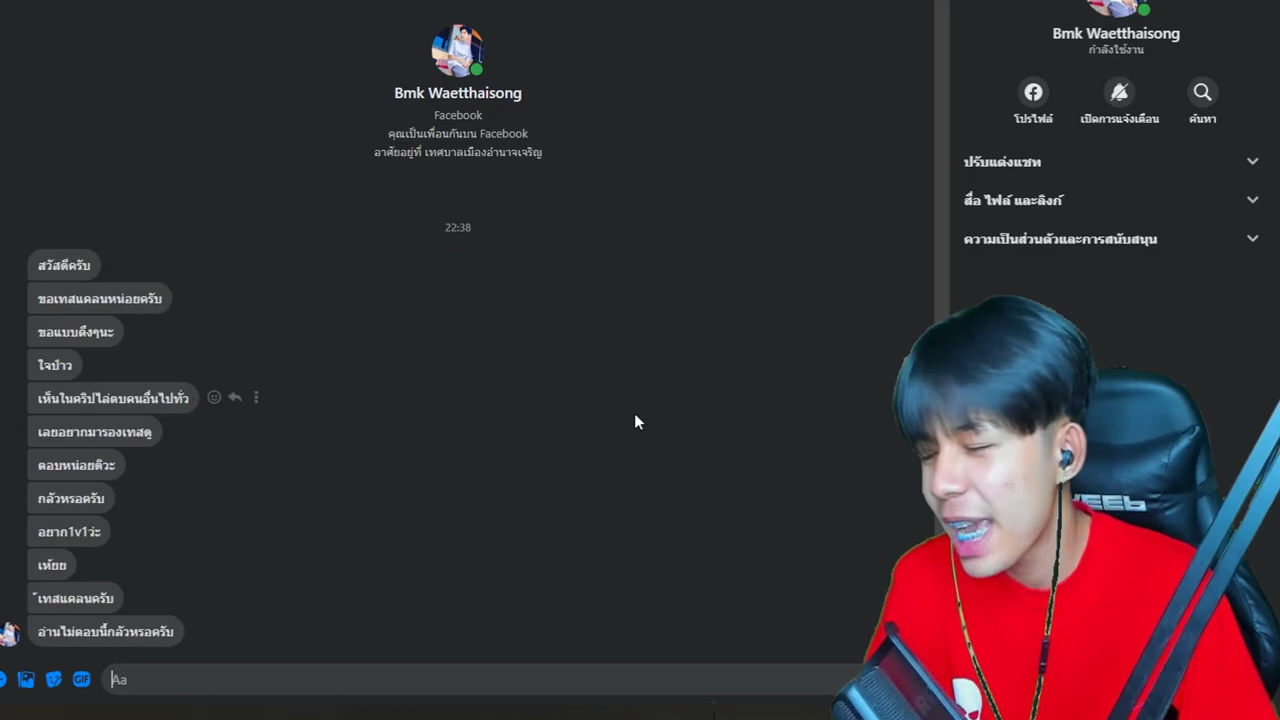 Bmk Waetthaisong
Facebook
คุณเป็นเพื่อนกันบน Facebook
อาศัยอยู่ที่ เทศบาลเมืองอำนาจเจริญ
22:38
สวัสดีครับ
ขอเทสแคลนหน่อยครับ
ขอแบบตึงๆนะ
ใจป๋าว
เห็นในคริปไล่ตบคนอื่นไปทั่ว
เลยอยากมารองเทสดู
ตอบหน่อยดิวะ
กลัวหรอครับ
อยาก1v1ว่ะ
เห้ยย
้เทสแคลนครับ
อ่านไม่ตอบนี้กลัวหรอครับ
GIF
Aa
Bmk Waetthaisong
กำลังใช้งาน
โปรไฟล์
เปิดการแจ้งเตือน
ค้นหา
ปรับแต่งแชท
สื่อ ไฟล์ และลิงก์
ความเป็นส่วนตัวและการสนับสนุน